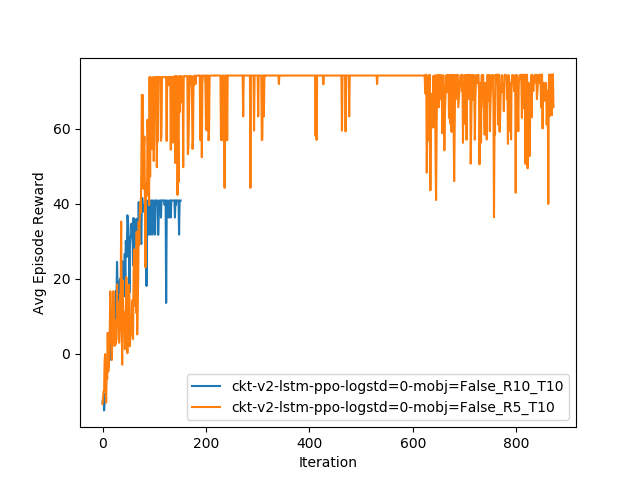 Avg Episode Reward
60
40
20
0
ckt-v2-lstm-ppo-logstd=0-mobj=False_R10_T10
ckt-v2-lstm-ppo-logstd=0-mobj=False_R5_T10
0 200 400 600 800
Iteration